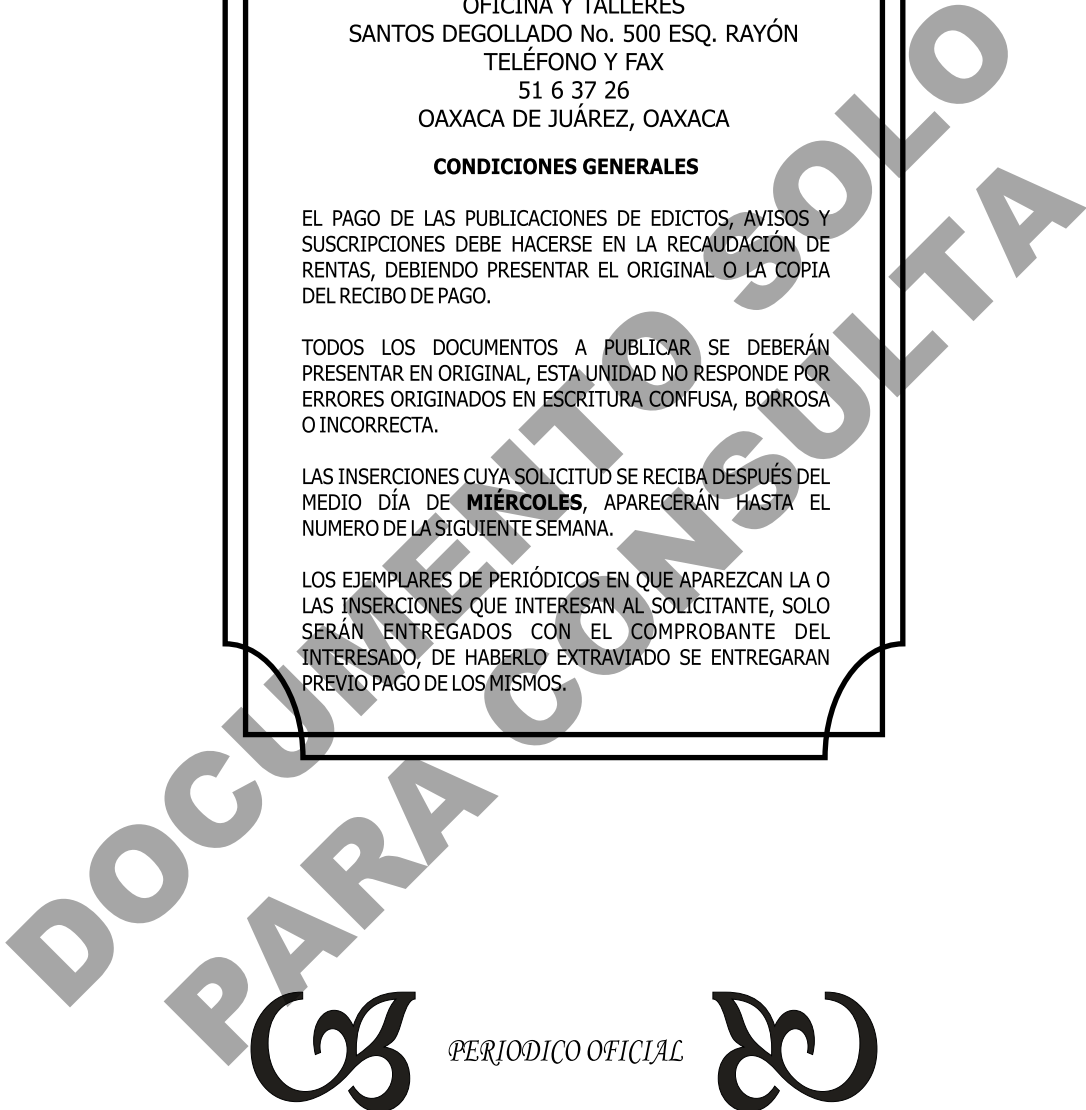 OFICINA Y TALLERES
SANTOS DEGOLLADO No. 500 ESQ. RAYÓN
TELÉFONO Y FAX
51 6 37 26
OAXACA DE JUÁREZ, OAXACA
CONDICIONES GENERALES
EL PAGO DE LAS PUBLICACIONES DE EDICTOS, AVISOS Y
SUSCRIPCIONES DEBE HACERSE EN LA RECAUDACIÓN DE
RENTAS, DEBIENDO PRESENTAR EL ORIGINAL O LA COPIA
DEL RECIBO DE PAGO.
TODOS LOS DOCUMENTOS A PUBLICAR SE DEBERÁN
PRESENTAR EN ORIGINAL, ESTA UNIDAD NO RESPONDE POR
ERRORES ORIGINADOS EN ESCRITURA CONFUSA, BORROSA
O INCORRECTA.
LAS INSERCIONES CUYA SOLICITUD SE RECIBA DESPUÉS DEL
MEDIO DÍA DE MIÉRCOLES, APARECERÁN HASTA EL
NUMERO DE LA SIGUIENTE SEMANA.
LOS EJEMPLARES DE PERIÓDICOS EN QUE APAREZCAN LA O
LAS INSERCIONES QUE INTERESAN AL SOLICITANTE, SOLO
SERÁN ENTREGADOS CON EL COMPROBANTE DEL
INTERESADO, DE HABERLO EXTRAVIADO SE ENTREGARAN
PREVIO PAGO DE LOS MISMOS.
DOCUMENTO SOLO
PARA CONSULTA
PERIODICO OFICIAL